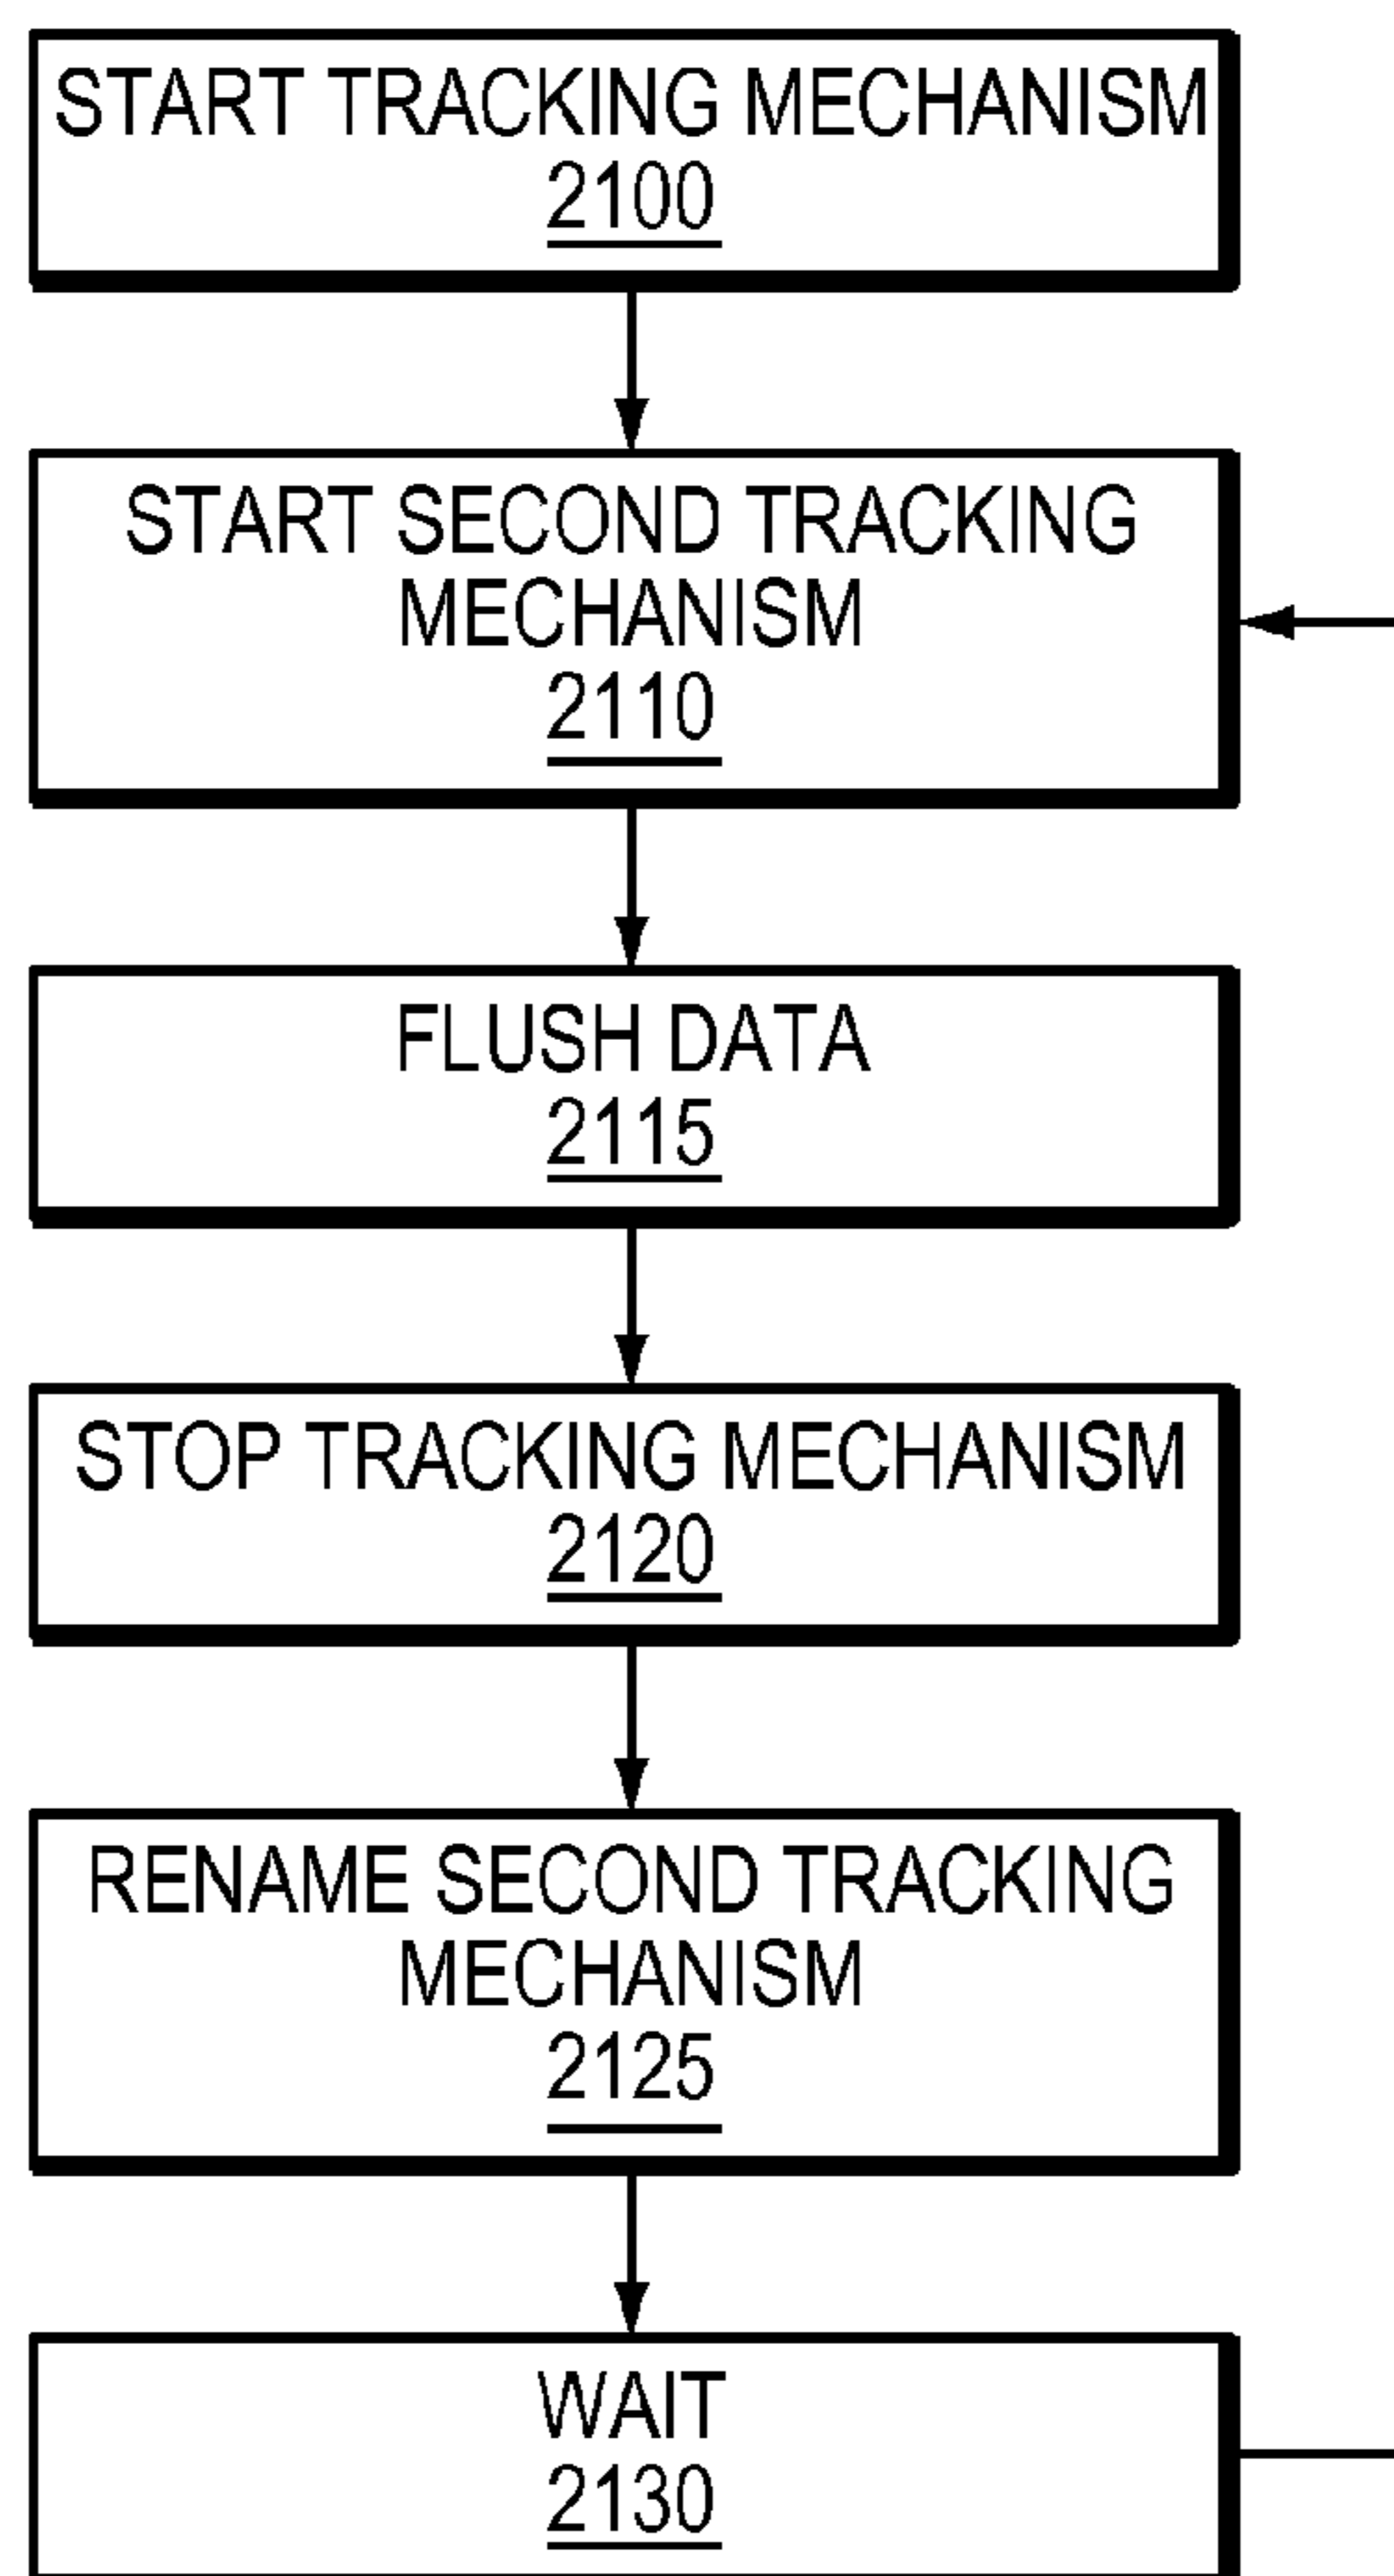 START TRACKING MECHANISM
2100
START SECOND TRACKING
MECHANISM
2110
FLUSH DATA
2115
STOP TRACKING MECHANISM
2120
RENAME SECOND TRACKING
MECHANISM
2125
WAIT
2130